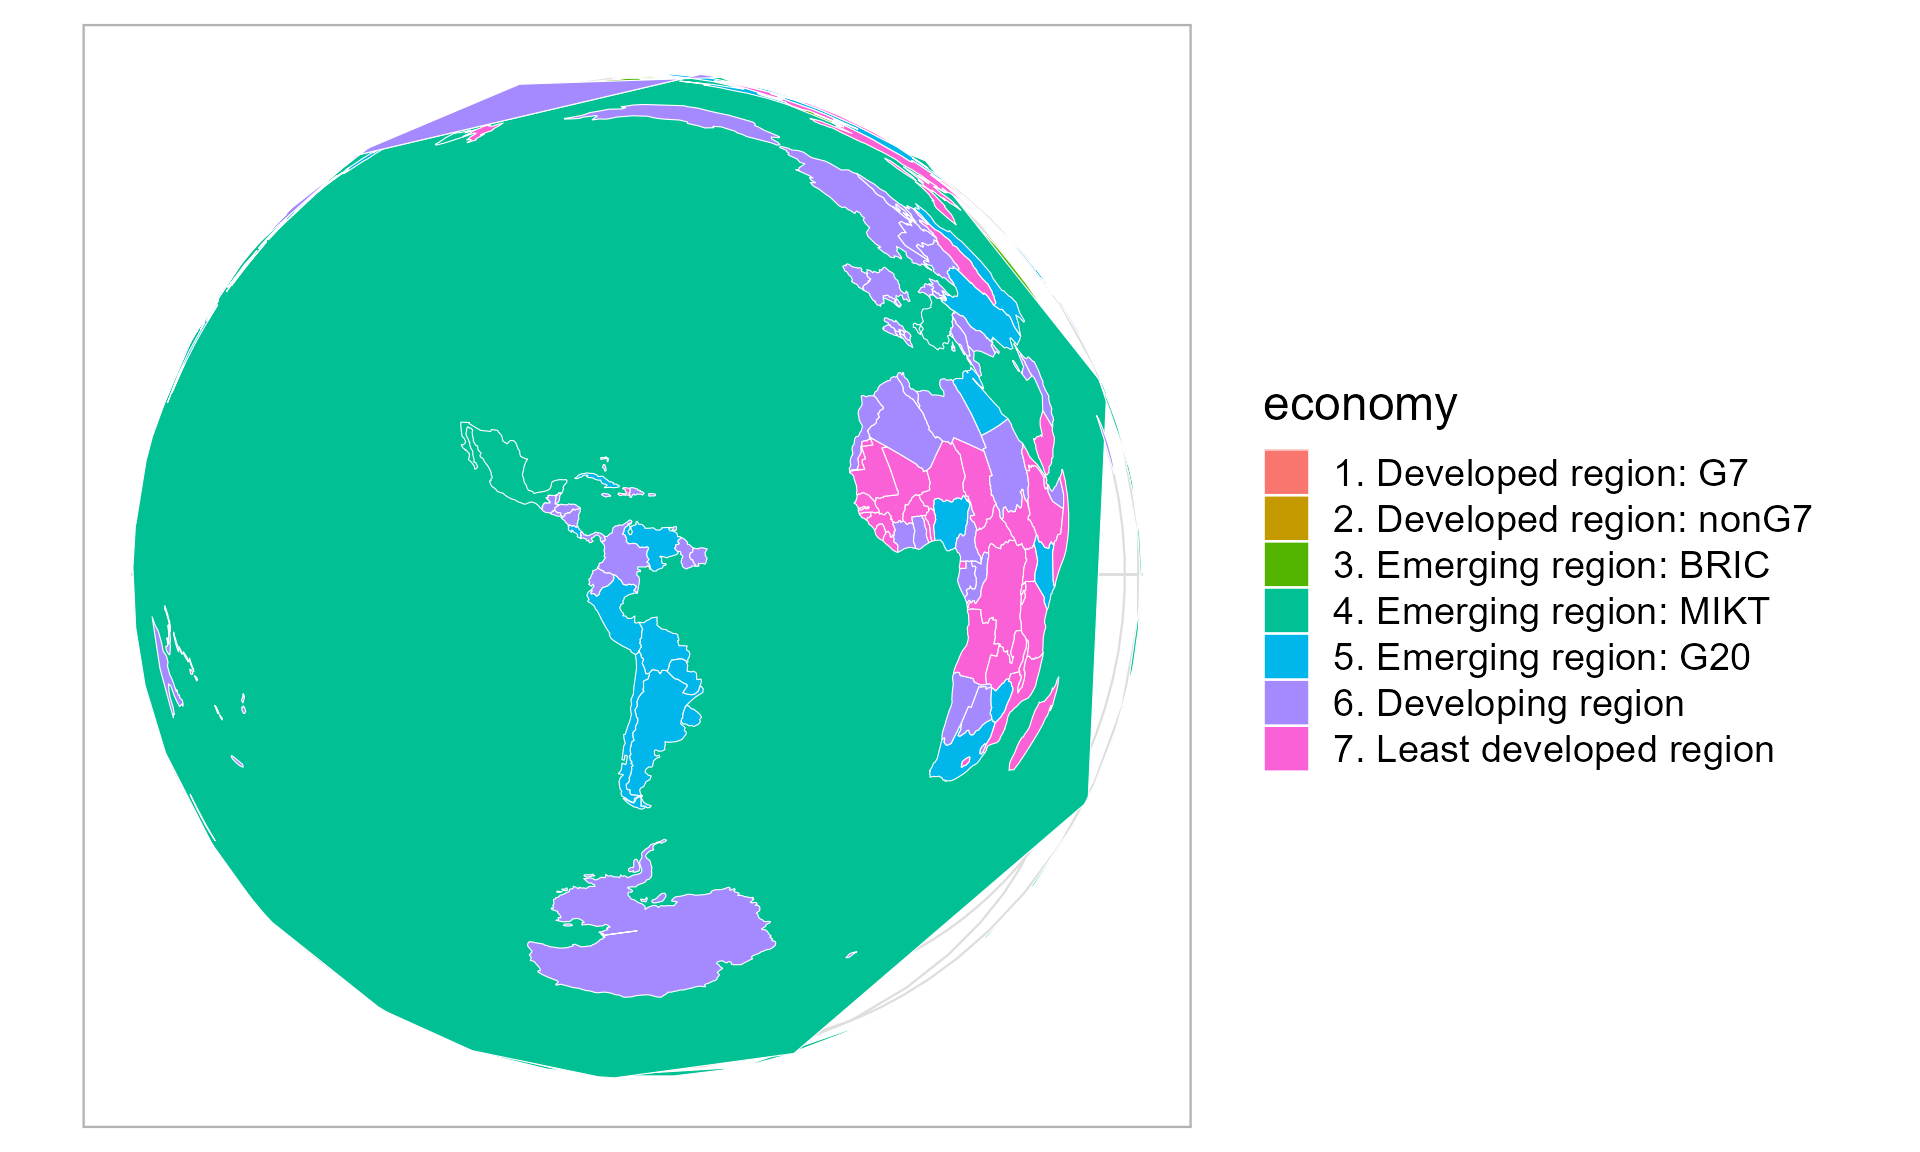 economy
1. Developed region: G7
2. Developed region: nonG7
3. Emerging region: BRIC
4. Emerging region: MIKT
5. Emerging region: G20
6. Developing region
7. Least developed region